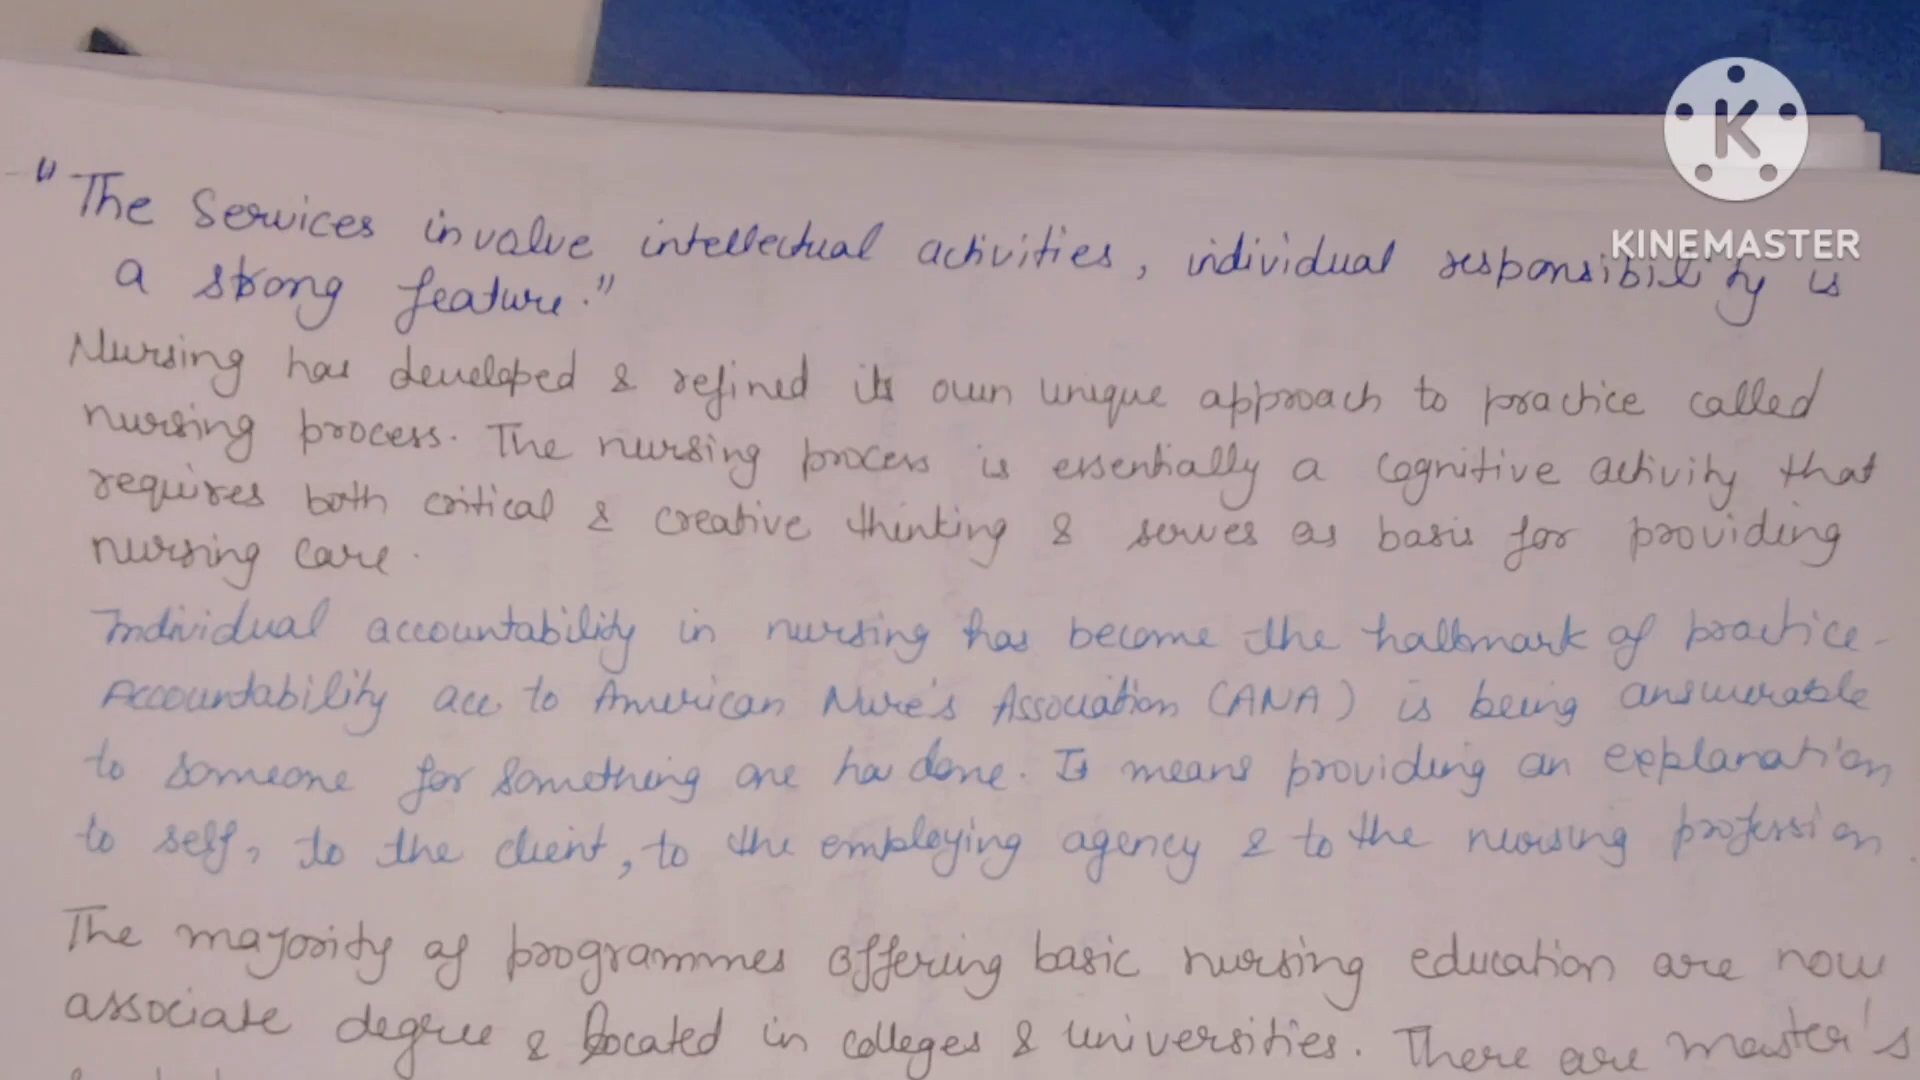 "The Services involve intellectual activities, individual responsibility is
a strong feature."
Nursing has developed & refined its own unique approach to practice called
nursing process. The nursing process is essentially a cognitive activity that
requires both critical & creative thinking & serves as basis for providing
nursing care.
Individual accountability in nursing has become the hallmark of practice.
Accountability acc to American Nurse's Association (ANA) is being answerable
to someone for something one has done. It means providing an explanation
to self, to the client, to the employing agency & to the nursing profession.
The majority of programmes offering basic nursing education are now
associate degree & located in colleges & universities. There are master's
K
KINEMASTER